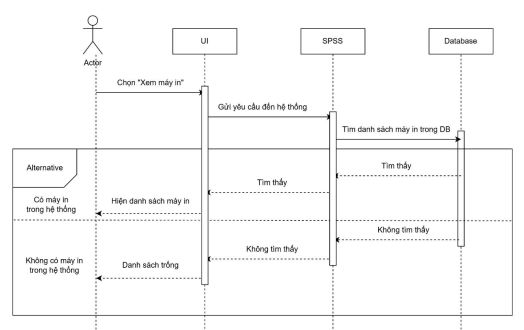 UI
SPSS
Database
Actor
Chọn "Xem máy in"
Gửi yêu cầu đến hệ thống
Tìm danh sách máy in trong DB
Alternative
Tìm thấy
Tìm thấy
Có máy in
trong hệ thống
Hiện danh sách máy in
Không tìm thấy
Không tìm thấy
Không có máy in
trong hệ thống
Danh sách trống